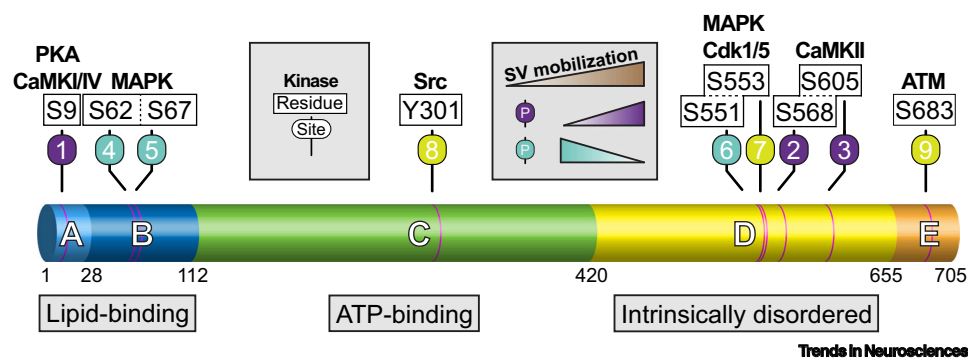 PKA
CaMKI/IV MAPK
S9 S62 S67
1 4 5
Kinase
Residue
Site
Src
Y301
8
SV mobilization
P
P
MAPK
Cdk1/5 CaMKII
S553 S605
S551 S568
6 7 2 3
ATM
S683
9
A B C D E
1 28 112 420 655 705
Lipid-binding ATP-binding Intrinsically disordered
Trends in Neurosciences